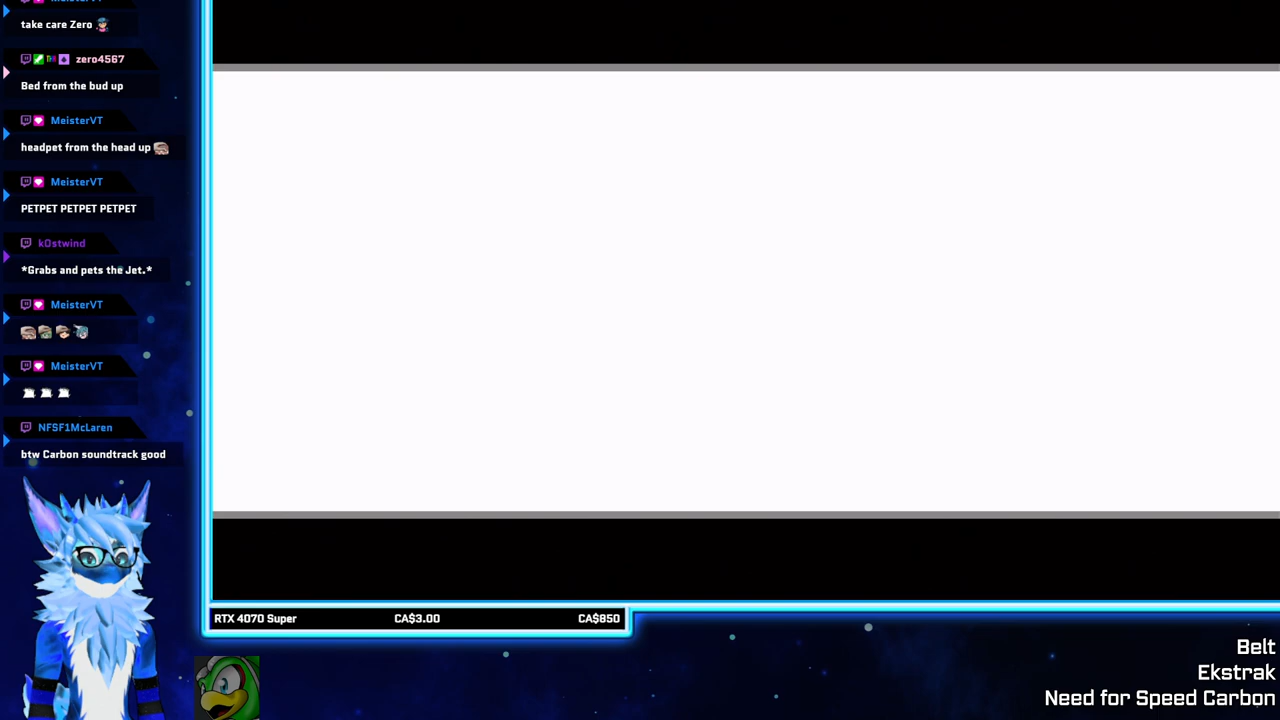 MeisterVT
take care Zero
zero4567
Bed from the bud up
MeisterVT
headpet from the head up
MeisterVT
PETPET PETPET PETPET
k0stwind
*Grabs and pets the Jet.*
MeisterVT
MeisterVT
NFSF1McLaren
btw Carbon soundtrack good
RTX 4070 Super CA$3.00 CA$850
Belt
Ekstrak
Need for Speed Carbon